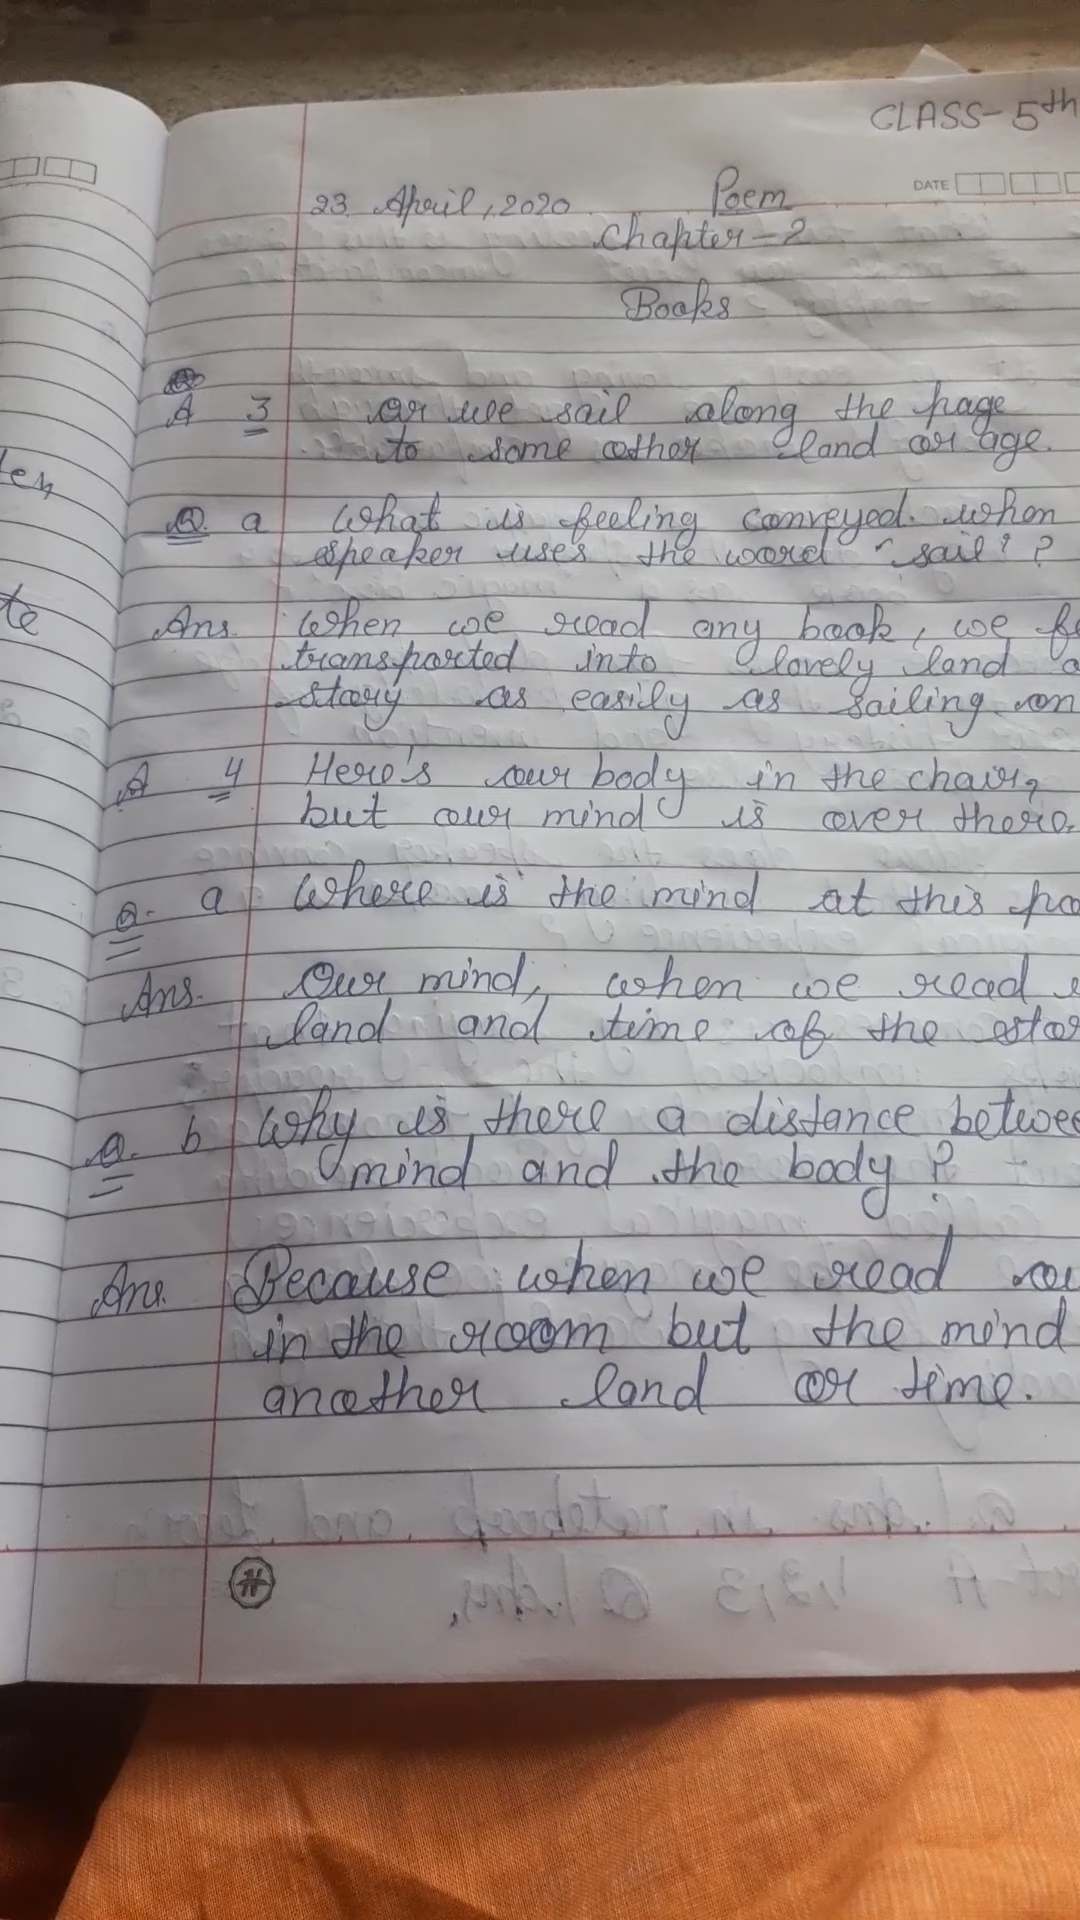 CLASS- 5th
DATE
23 April, 2020 Poem
Chapter-2
Books
A 3 or we sail along the page
to some other land or age.
Q. a What is feeling conveyed when
speaker uses the word 'sail'?
Ans. When we read any book, we
transported into lovely land
story as easily as sailing on
A 4 Here's our body in the chair,
but our mind is over there.
Q. a Where is the mind at this
Ans. Our mind, when we read
land and time of the
Q. b Why is there a distance
mind and the body?
Ans. Because when we read
in the room but the mind
another land or time.